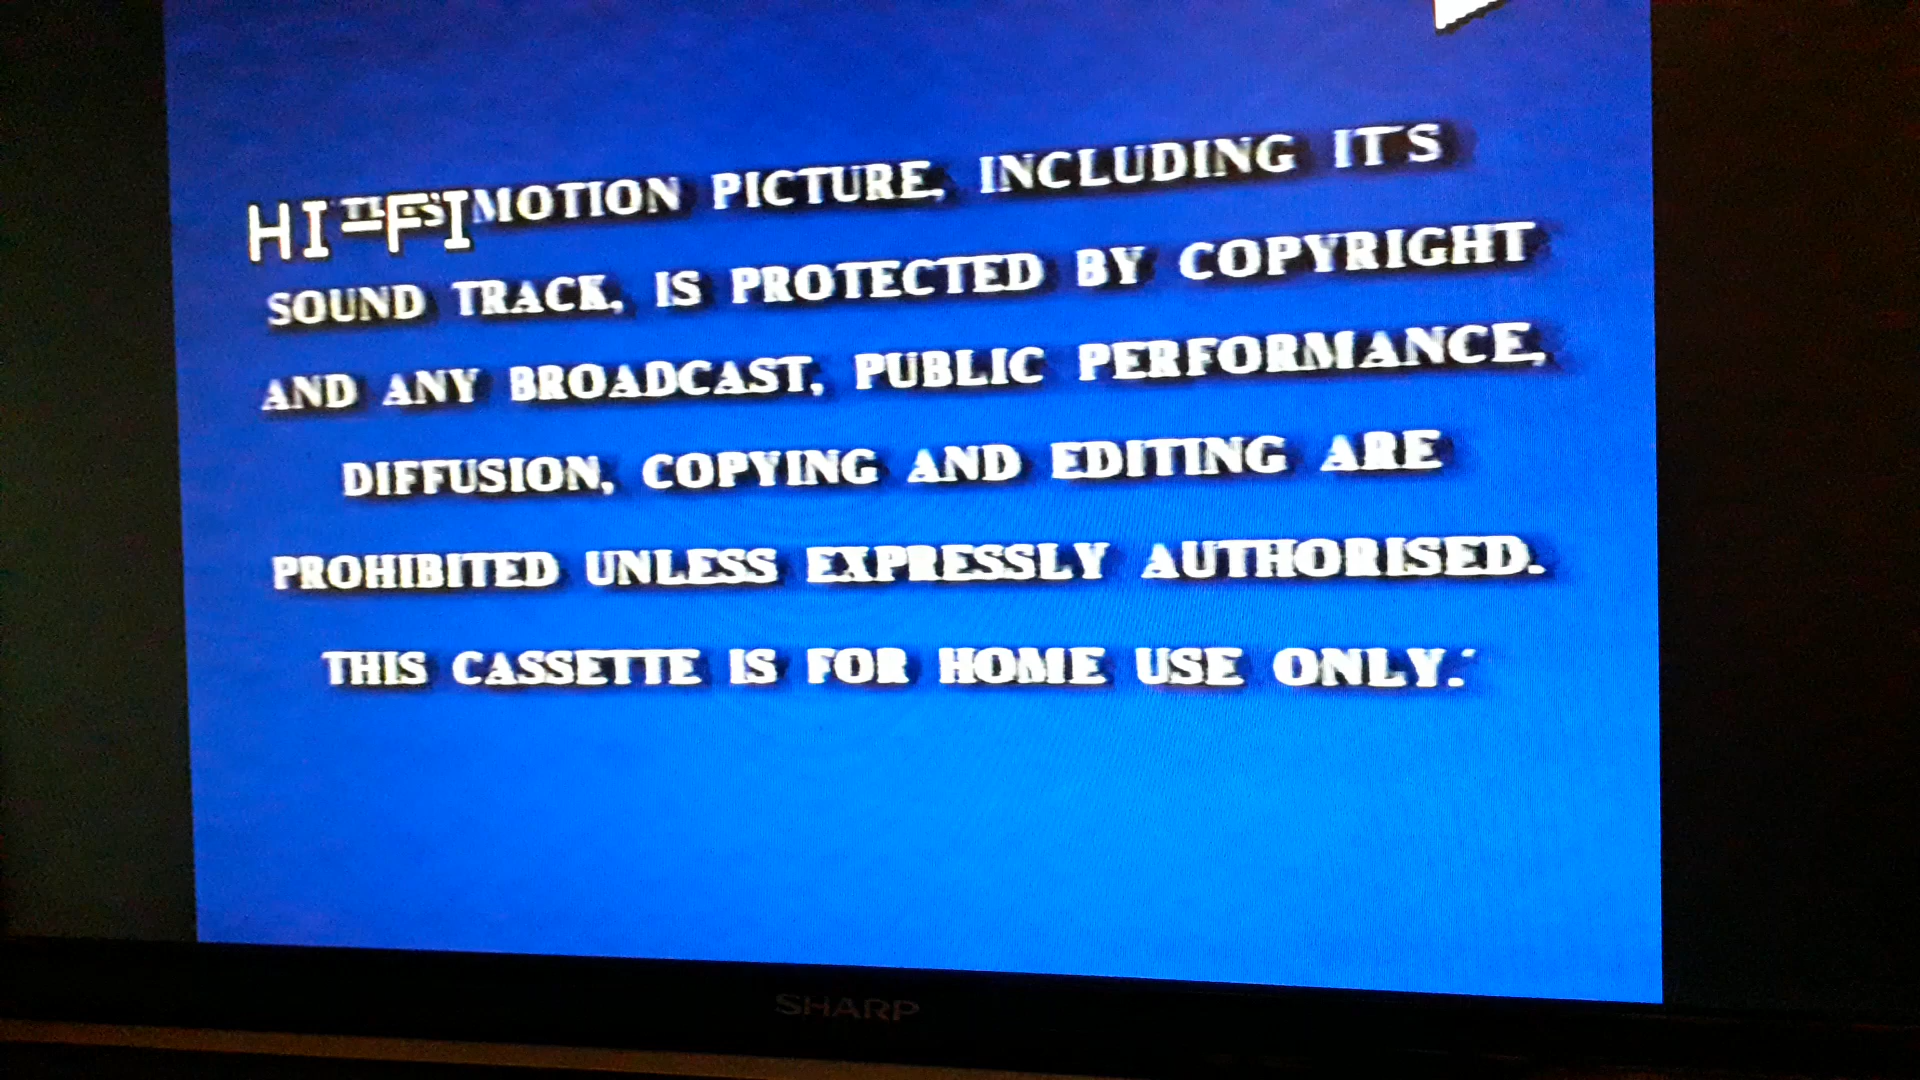 HI-FI
MOTION PICTURE, INCLUDING IT'S
SOUND TRACK, IS PROTECTED BY COPYRIGHT
AND ANY BROADCAST, PUBLIC PERFORMANCE,
DIFFUSION, COPYING AND EDITING ARE
PROHIBITED UNLESS EXPRESSLY AUTHORISED.
THIS CASSETTE IS FOR HOME USE ONLY.'
SHARP